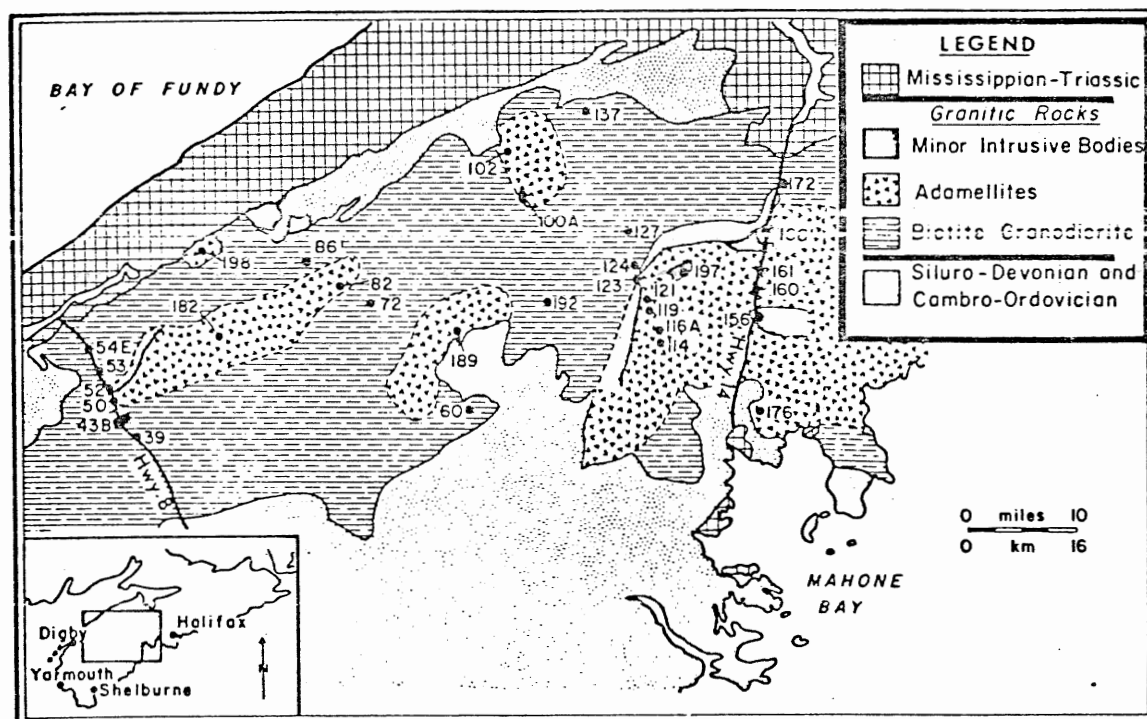 BAY OF FUNDY
LEGEND
Mississippian-Triassic
Granitic Rocks
Minor Intrusive Bodies
Adamellites
Biotite Granodiorite
Siluro-Devonian and
Cambro-Ordovician
137
102
100A
172
127
86
198
124
197
161
82
123
121
160
182
72
192
119
156
116A
54E
189
114
53
52
50
60
176
43B
39
Hwy 14
Hwy 8
0 miles 10
0 km 16
MAHONE
BAY
Digby
Halifax
Yarmouth
Shelburne
N